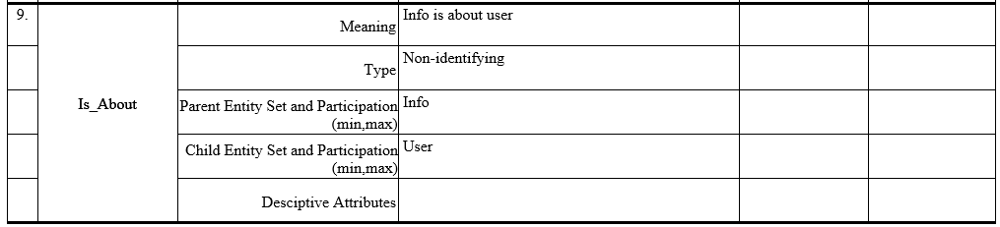 9.
Is_About
Meaning
Info is about user
Type
Non-identifying
Parent Entity Set and Participation
(min,max)
Info
Child Entity Set and Participation
(min,max)
User
Desciptive Attributes